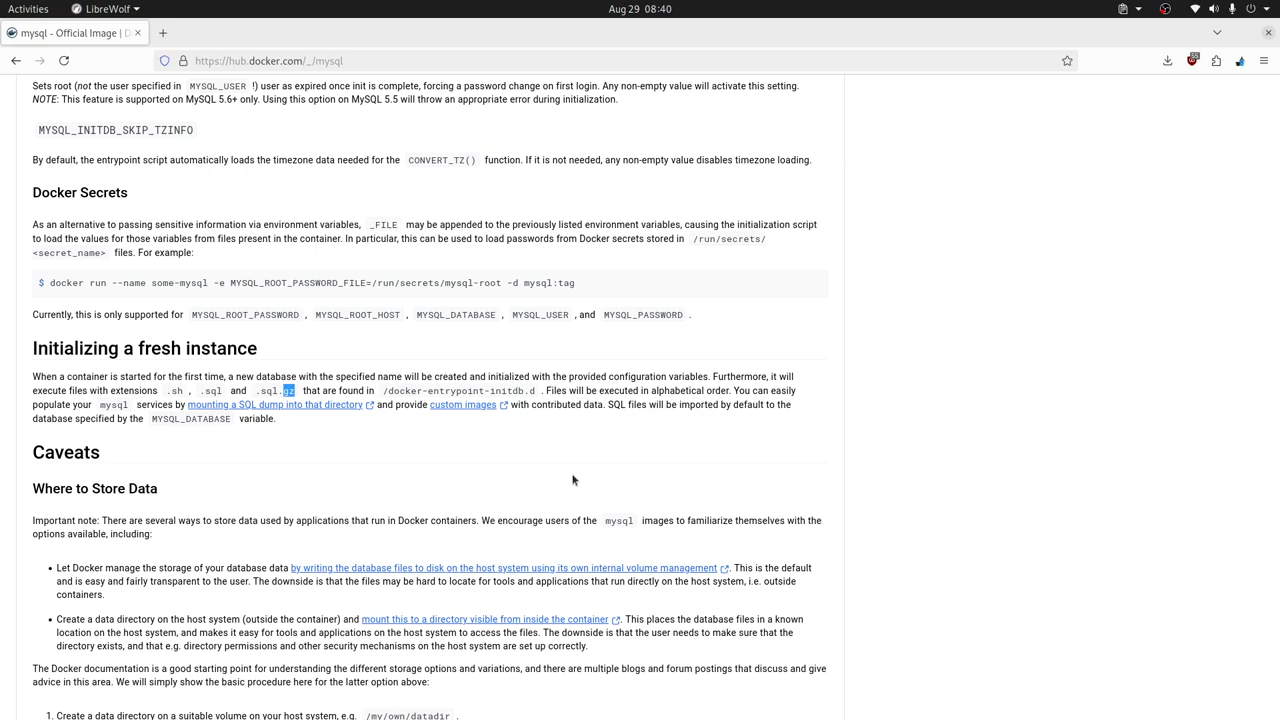 Activities
LibreWolf
Aug 29 08:40
mysql - Official Image | D
https://hub.docker.com/_/mysql
55
Sets root (not the user specified in MYSQL_USER !) user as expired once init is complete, forcing a password change on first login. Any non-empty value will activate this setting.
NOTE: This feature is supported on MySQL 5.6+ only. Using this option on MySQL 5.5 will throw an appropriate error during initialization.
MYSQL_INITDB_SKIP_TZINFO
By default, the entrypoint script automatically loads the timezone data needed for the CONVERT_TZ() function. If it is not needed, any non-empty value disables timezone loading.
Docker Secrets
As an alternative to passing sensitive information via environment variables, _FILE may be appended to the previously listed environment variables, causing the initialization script
to load the values for those variables from files present in the container. In particular, this can be used to load passwords from Docker secrets stored in /run/secrets/
<secret_name> files. For example:
$ docker run --name some-mysql -e MYSQL_ROOT_PASSWORD_FILE=/run/secrets/mysql-root -d mysql:tag
Currently, this is only supported for MYSQL_ROOT_PASSWORD , MYSQL_ROOT_HOST , MYSQL_DATABASE , MYSQL_USER , and MYSQL_PASSWORD .
Initializing a fresh instance
When a container is started for the first time, a new database with the specified name will be created and initialized with the provided configuration variables. Furthermore, it will
execute files with extensions .sh , .sql and .sql.gz that are found in /docker-entrypoint-initdb.d . Files will be executed in alphabetical order. You can easily
populate your mysql services by mounting a SQL dump into that directory and provide custom images with contributed data. SQL files will be imported by default to the
database specified by the MYSQL_DATABASE variable.
Caveats
Where to Store Data
Important note: There are several ways to store data used by applications that run in Docker containers. We encourage users of the mysql images to familiarize themselves with the
options available, including:
• Let Docker manage the storage of your database data by writing the database files to disk on the host system using its own internal volume management . This is the default
and is easy and fairly transparent to the user. The downside is that the files may be hard to locate for tools and applications that run directly on the host system, i.e. outside
containers.
• Create a data directory on the host system (outside the container) and mount this to a directory visible from inside the container . This places the database files in a known
location on the host system, and makes it easy for tools and applications on the host system to access the files. The downside is that the user needs to make sure that the
directory exists, and that e.g. directory permissions and other security mechanisms on the host system are set up correctly.
The Docker documentation is a good starting point for understanding the different storage options and variations, and there are multiple blogs and forum postings that discuss and give
advice in this area. We will simply show the basic procedure here for the latter option above:
1. Create a data directory on a suitable volume on your host system, e.g. /my/own/datadir .